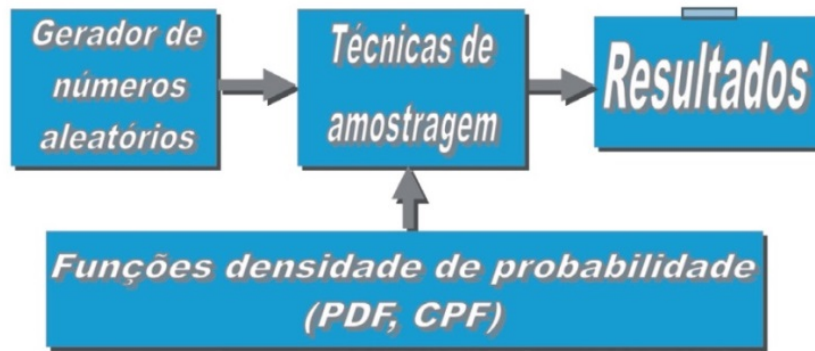 Gerador de
números
aleatórios
Técnicas de
amostragem
Resultados
Funções densidade de probabilidade
(PDF, CPF)